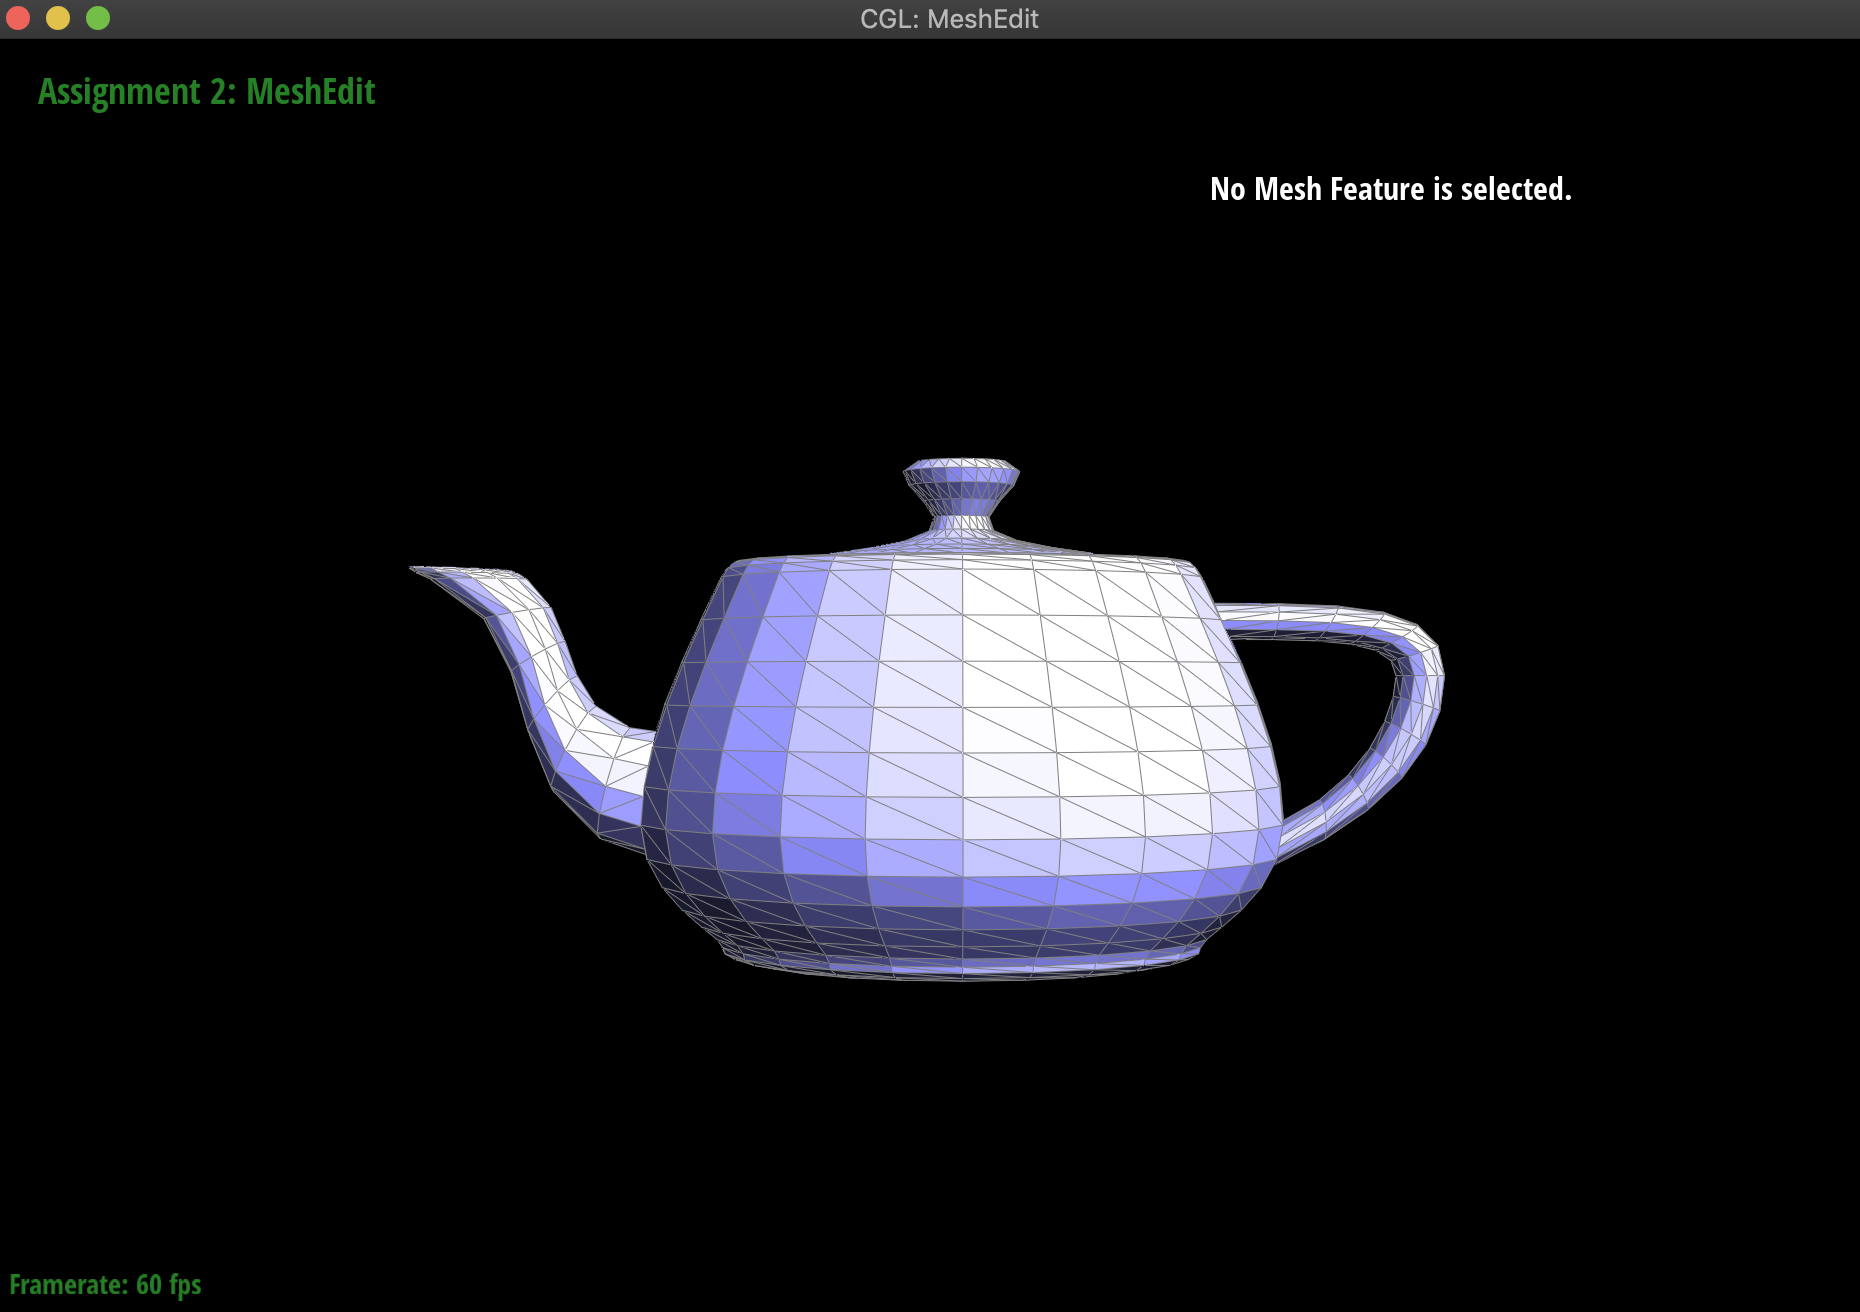 CGL: MeshEdit
Assignment 2: MeshEdit
No Mesh Feature is selected.
Framerate: 60 fps